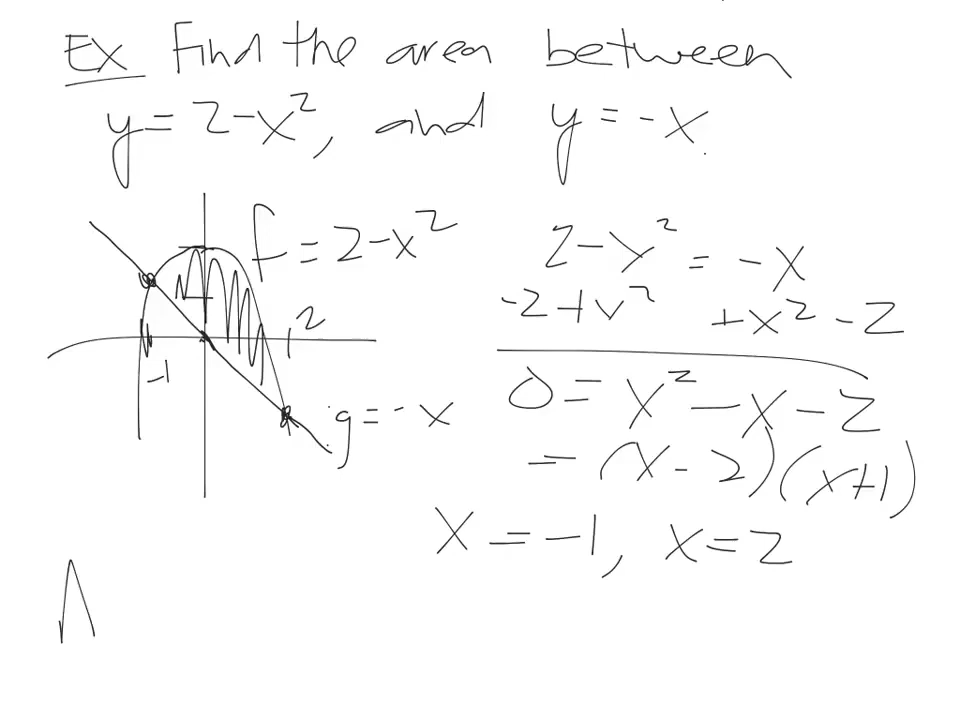 Ex Find the area between
y = 2-x², and y = -x.
f = 2-x²
2
-1
g = -x
2-x² = -x
-2+x² +x²-2
0 = x²-x-2
= (x-2)(x+1)
x = -1, x = 2